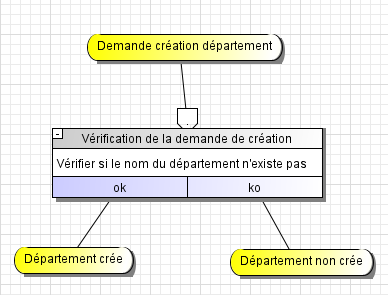 Demande création département
Vérification de la demande de création
Vérifier si le nom du département n'existe pas
ok
ko
Département crée
Département non crée